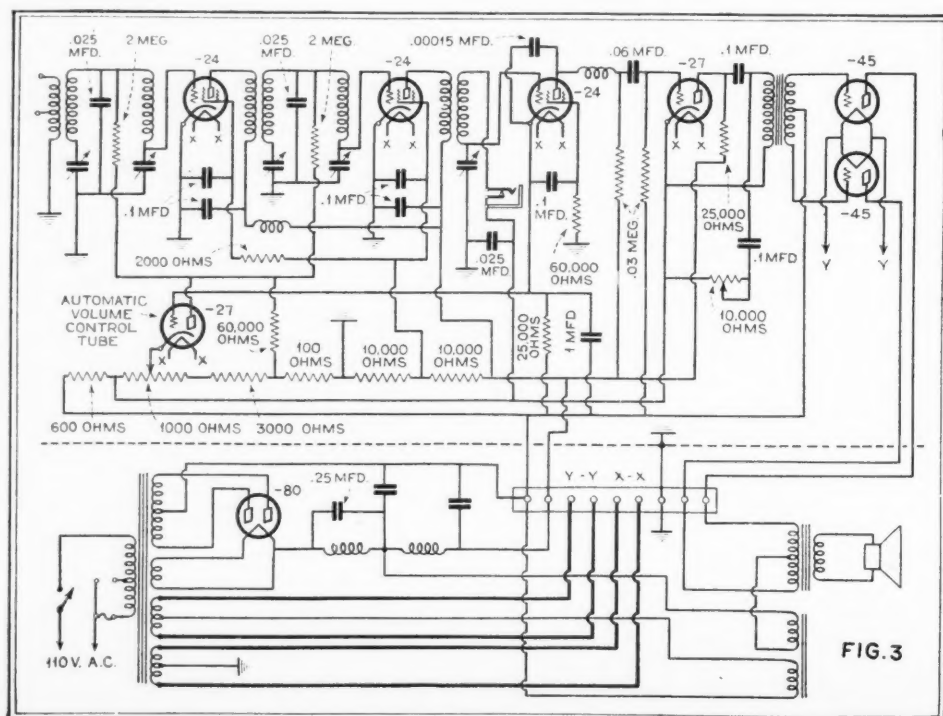 .025
MFD.
2 MEG.
-24
.025
MFD.
2 MEG
-24
.00015 MFD.
-24
.06 MFD.
-27
.1 MFD.
-45
X X
X X
X X
X X
.1 MFD
.1 MFD
.1
MFD.
.025
MFD
2000 OHMS
60,000
OHMS
.03 MEG.
25,000
OHMS
.1 MFD
10,000
OHMS
-45
Y Y
AUTOMATIC
VOLUME
CONTROL
TUBE
-27
X X
60,000
OHMS
100
OHMS
10,000
OHMS
10,000
OHMS
25,000
OHMS
1 MFD
600 OHMS
1000 OHMS
3000 OHMS
-80
.25 MFD.
Y - Y X - X
110 V. A.C.
FIG. 3